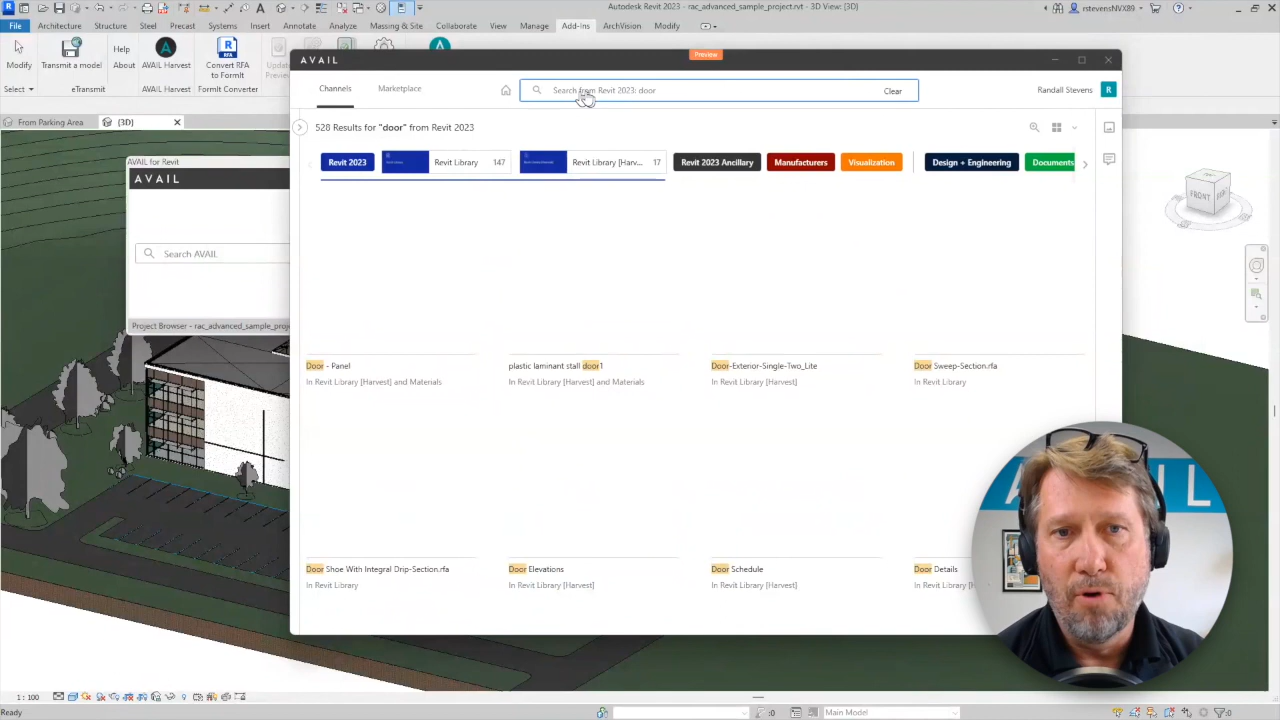 Autodesk Revit 2023 - rac_advanced_sample_project.rvt - 3D View: {3D}
rstevensNVX89
File Architecture Structure Steel Precast Systems Insert Annotate Analyze Massing & Site Collaborate View Manage Add-Ins ArchVision Modify
Modify
Transmit a model
Help
About
AVAIL Harvest
Convert RFA
to FormIt
Select
eTransmit
AVAIL Harvest
FormIt Converter
From Parking Area
{3D}
AVAIL for Revit
AVAIL
Search AVAIL
Project Browser - rac_advanced_sample_proj
Preview
AVAIL
Channels
Marketplace
Search from Revit 2023: door
Clear
Randall Stevens
R
528 Results for "door" from Revit 2023
Revit 2023
Revit Library 147
Revit Library [Harv... 17
Revit 2023 Ancillary
Manufacturers
Visualization
Design + Engineering
Documents
Door - Panel
In Revit Library [Harvest] and Materials
plastic laminant stall door1
In Revit Library [Harvest] and Materials
Door-Exterior-Single-Two_Lite
In Revit Library [Harvest]
Door Sweep-Section.rfa
In Revit Library
Door Shoe With Integral Drip-Section.rfa
In Revit Library
Door Elevations
In Revit Library [Harvest]
Door Schedule
In Revit Library [Harvest]
Door Details
In Revit Library [H
FRONT
1 : 100
Ready
:0
Main Model
:0